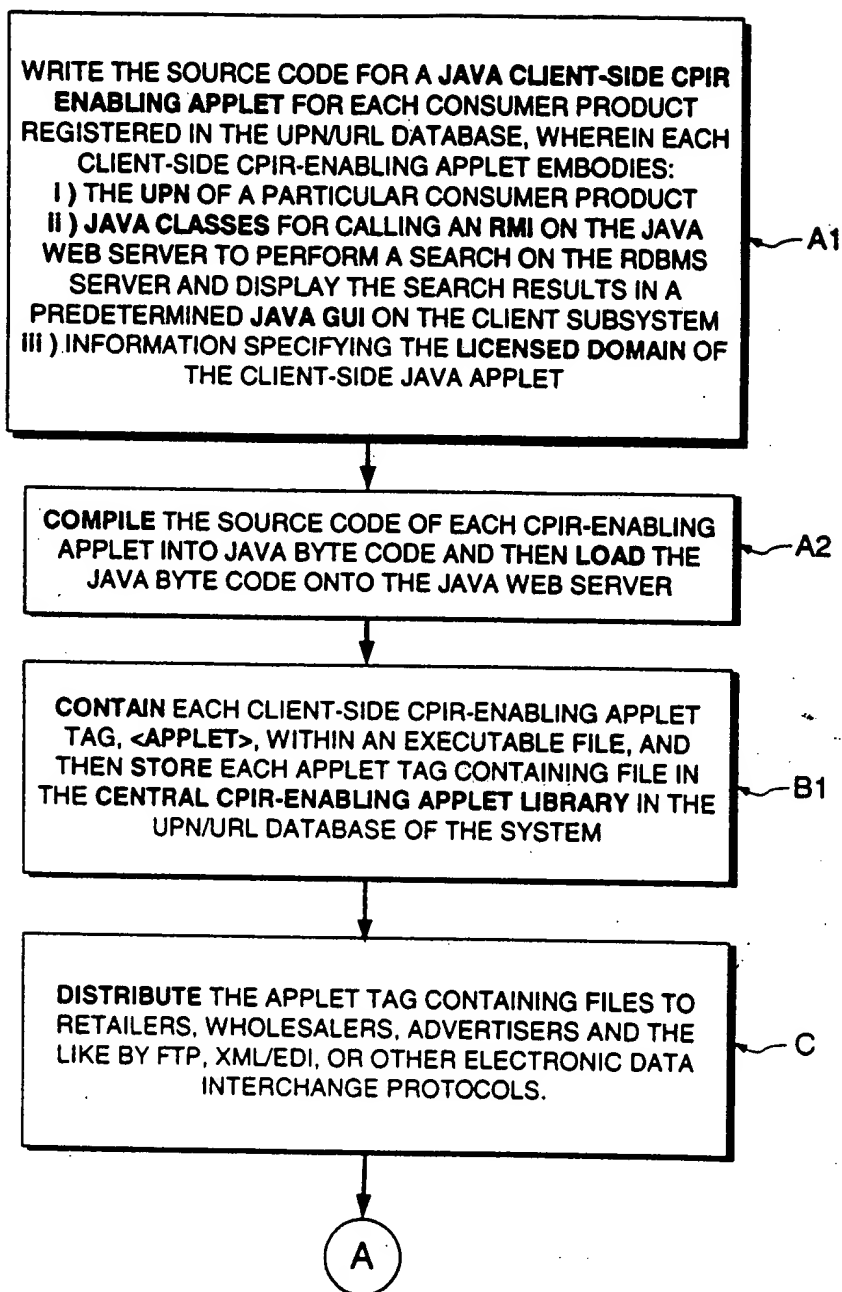 WRITE THE SOURCE CODE FOR A JAVA CLIENT-SIDE CPIR
ENABLING APPLET FOR EACH CONSUMER PRODUCT
REGISTERED IN THE UPN/URL DATABASE, WHEREIN EACH
CLIENT-SIDE CPIR-ENABLING APPLET EMBODIES:
I ) THE UPN OF A PARTICULAR CONSUMER PRODUCT
II ) JAVA CLASSES FOR CALLING AN RMI ON THE JAVA
WEB SERVER TO PERFORM A SEARCH ON THE RDBMS
SERVER AND DISPLAY THE SEARCH RESULTS IN A
PREDETERMINED JAVA GUI ON THE CLIENT SUBSYSTEM
III ) INFORMATION SPECIFYING THE LICENSED DOMAIN OF
THE CLIENT-SIDE JAVA APPLET
A1
COMPILE THE SOURCE CODE OF EACH CPIR-ENABLING
APPLET INTO JAVA BYTE CODE AND THEN LOAD THE
JAVA BYTE CODE ONTO THE JAVA WEB SERVER
A2
CONTAIN EACH CLIENT-SIDE CPIR-ENABLING APPLET
TAG, <APPLET>, WITHIN AN EXECUTABLE FILE, AND
THEN STORE EACH APPLET TAG CONTAINING FILE IN
THE CENTRAL CPIR-ENABLING APPLET LIBRARY IN THE
UPN/URL DATABASE OF THE SYSTEM
B1
DISTRIBUTE THE APPLET TAG CONTAINING FILES TO
RETAILERS, WHOLESALERS, ADVERTISERS AND THE
LIKE BY FTP, XML/EDI, OR OTHER ELECTRONIC DATA
INTERCHANGE PROTOCOLS.
C
A